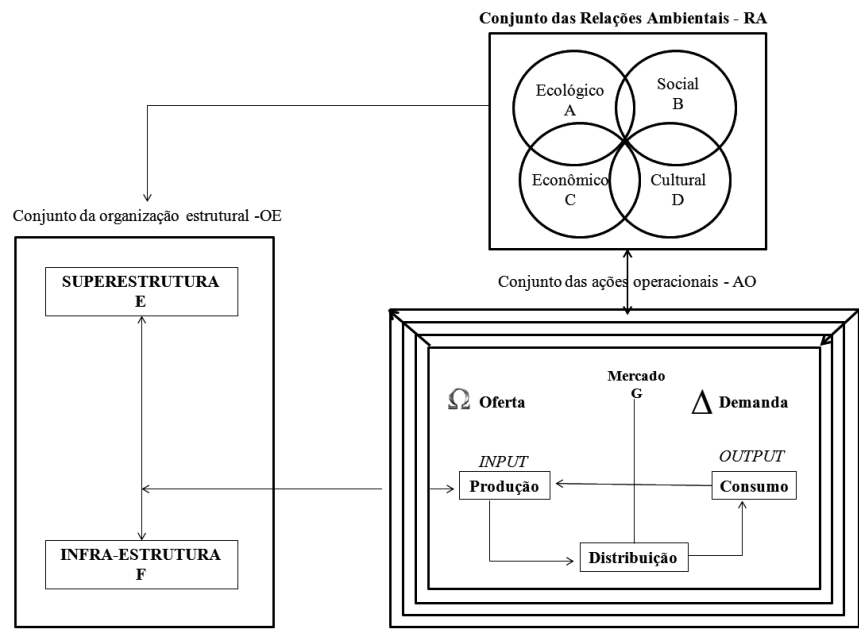 Conjunto das Relações Ambientais - RA
Ecológico
A
Social
B
Econômico
C
Cultural
D
Conjunto da organização estrutural -OE
SUPERESTRUTURA
E
INFRA-ESTRUTURA
F
Conjunto das ações operacionais - AO
Mercado
G
Ω Oferta
Δ Demanda
INPUT
Produção
OUTPUT
Consumo
Distribuição